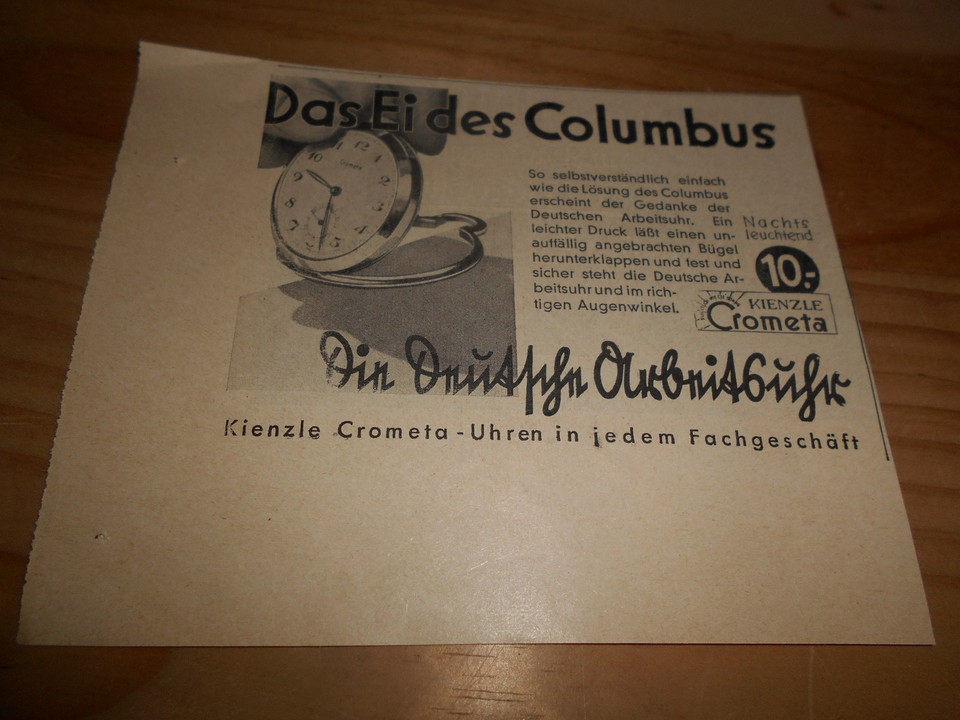 Das Ei des Columbus
So selbstverständlich einfach
wie die Lösung des Columbus
erscheint der Gedanke der
Deutschen Arbeitsuhr. Ein
leichter Druck läßt einen un-
auffällig angebrachten Bügel
herunterklappen und fest und
sicher steht die Deutsche Ar-
beitsuhr und im rich-
tigen Augenwinkel.
Nachts
leuchtend
10.-
KIENZLE
Crometa
Die Deutsche Arbeitsuhr
Kienzle Crometa-Uhren in jedem Fachgeschäft